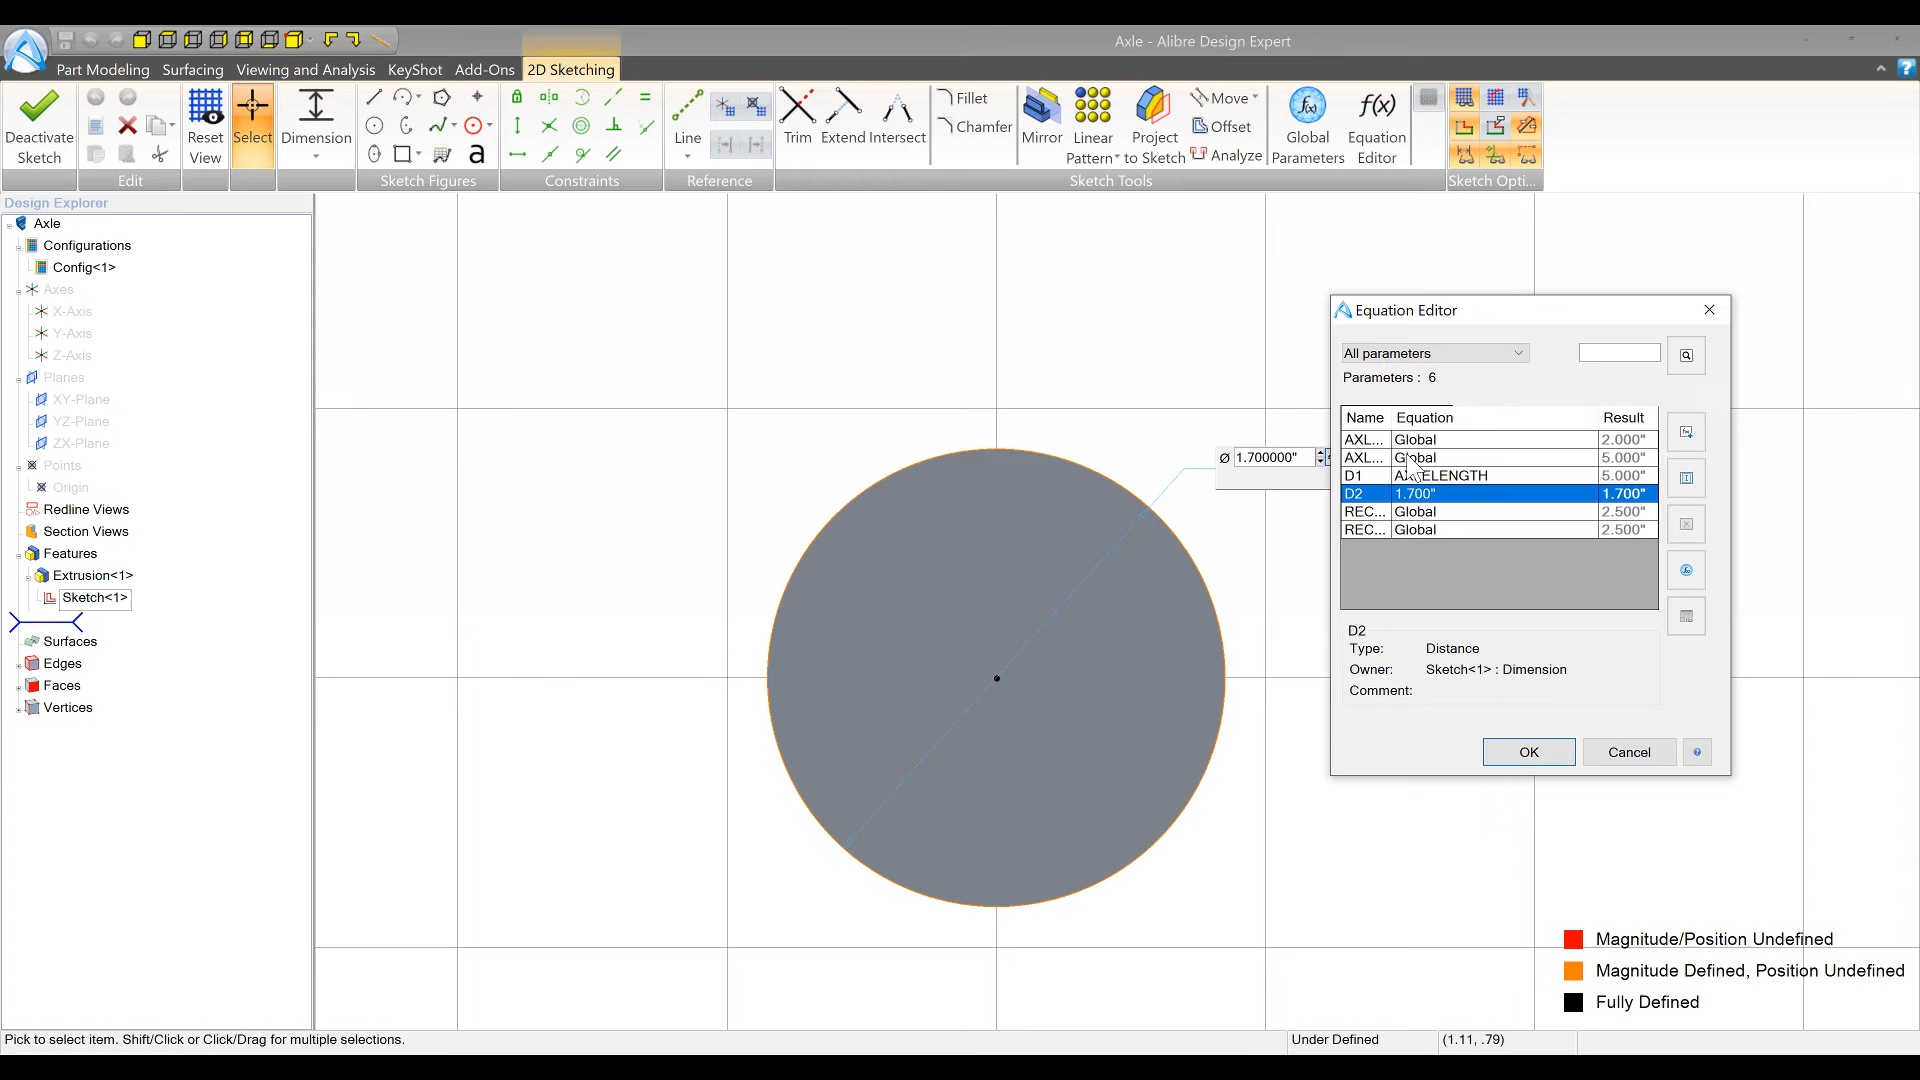 Axle - Alibre Design Expert
Part Modeling Surfacing Viewing and Analysis KeyShot Add-Ons 2D Sketching
Deactivate Sketch
Edit
Reset View
Select
Dimension
Sketch Figures
Constraints
Line
Reference
Trim
Extend
Intersect
Fillet
Chamfer
Mirror
Linear Pattern
Project to Sketch
Move
Offset
Analyze
Global Parameters
Equation Editor
Sketch Tools
Sketch Opti...
Design Explorer
Axle
Configurations
Config<1>
Axes
X-Axis
Y-Axis
Z-Axis
Planes
XY-Plane
YZ-Plane
ZX-Plane
Points
Origin
Redline Views
Section Views
Features
Extrusion<1>
Sketch<1>
Surfaces
Edges
Faces
Vertices
Ø 1.700000"
Equation Editor
All parameters
Parameters : 6
Name Equation Result
AXL... Global 2.000"
AXL... Global 5.000"
D1 AXLELENGTH 5.000"
D2 1.700" 1.700"
REC... Global 2.500"
REC... Global 2.500"
D2
Type: Distance
Owner: Sketch<1> : Dimension
Comment:
OK Cancel
Magnitude/Position Undefined
Magnitude Defined, Position Undefined
Fully Defined
Pick to select item. Shift/Click or Click/Drag for multiple selections.
Under Defined
(1.11, .79)